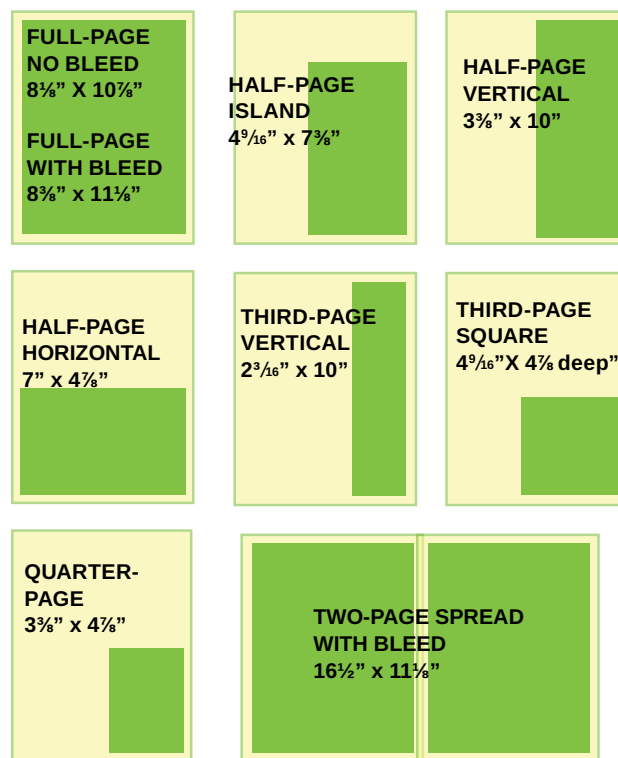 FULL-PAGE
NO BLEED
8⅛” X 10⅞”
FULL-PAGE
WITH BLEED
8⅜” x 11⅛”
HALF-PAGE
ISLAND
4⁹⁄₁₆” x 7⅜”
HALF-PAGE
VERTICAL
3⅜” x 10”
HALF-PAGE
HORIZONTAL
7” x 4⅞”
THIRD-PAGE
VERTICAL
2³⁄₁₆” x 10”
THIRD-PAGE
SQUARE
4⁹⁄₁₆”X 4⅞ deep”
QUARTER-
PAGE
3⅜” x 4⅞”
TWO-PAGE SPREAD
WITH BLEED
16½” x 11⅛”